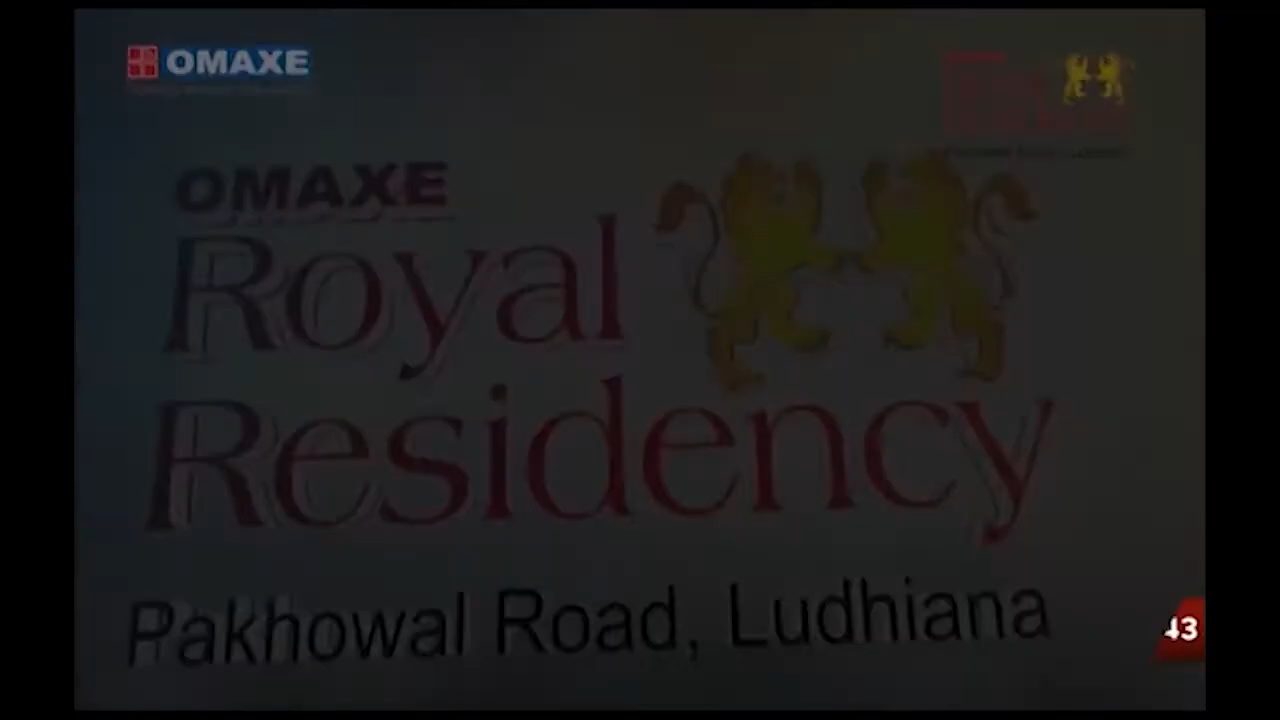 OMAXE
OMAXE
Royal
Residency
Pakhowal Road, Ludhiana
43